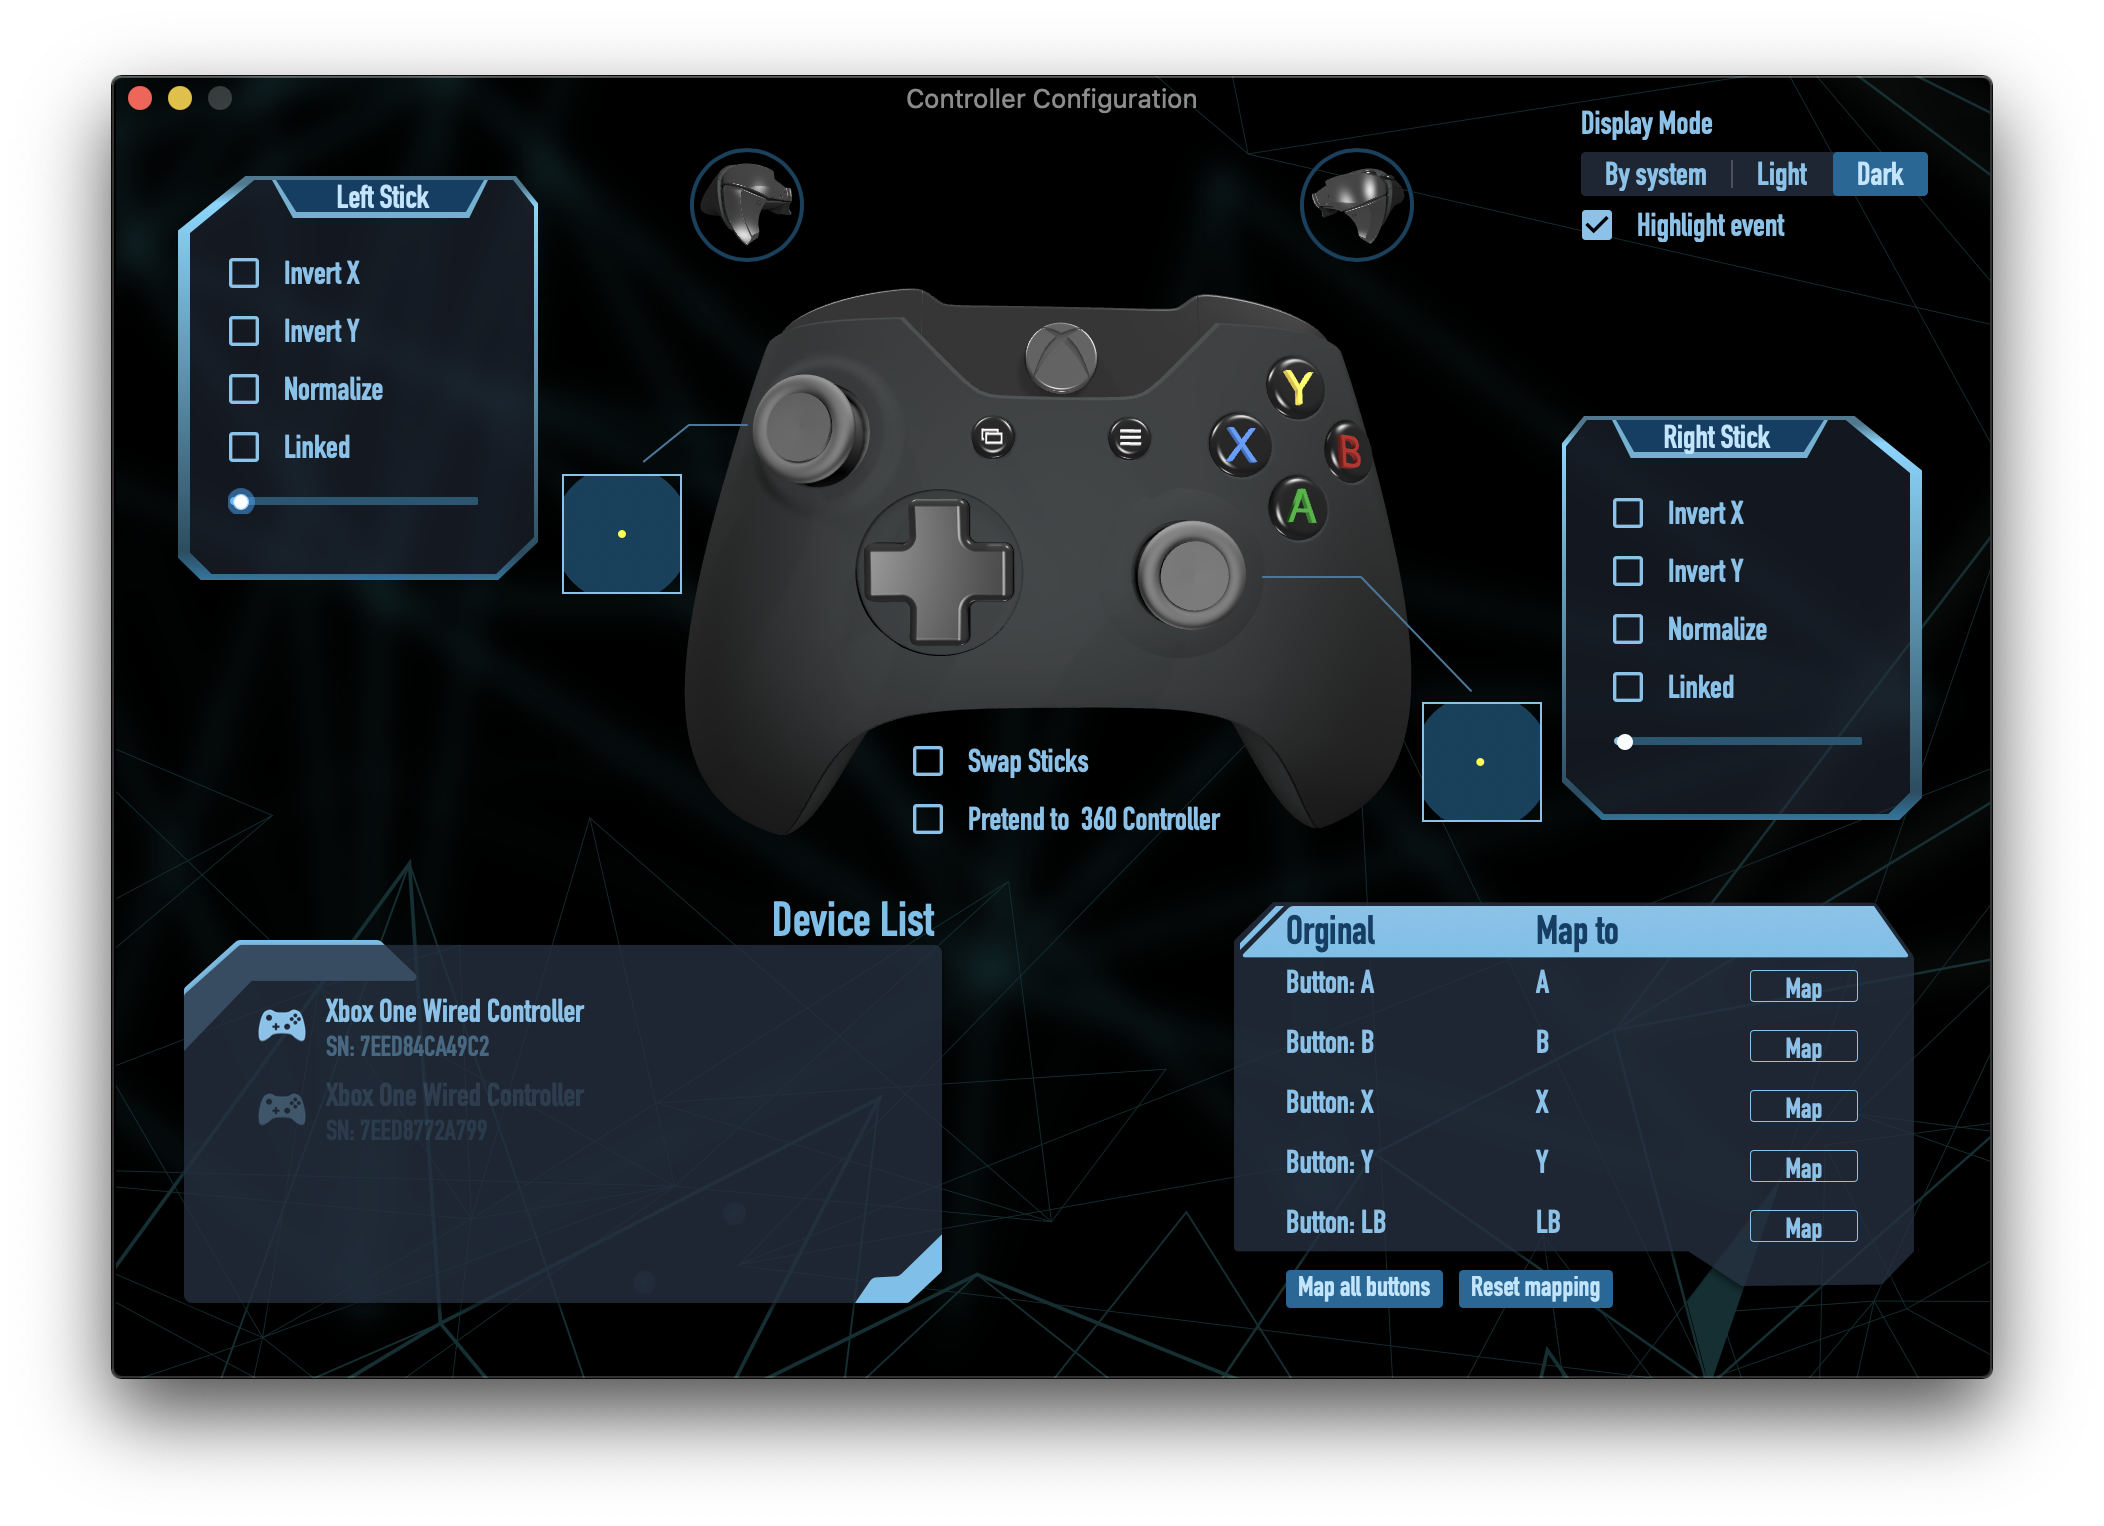 Controller Configuration
Display Mode
By system Light Dark
Highlight event
Left Stick
Invert X
Invert Y
Normalize
Linked
Y
X
B
A
Right Stick
Invert X
Invert Y
Normalize
Linked
Swap Sticks
Pretend to 360 Controller
Device List
Xbox One Wired Controller
SN: 7EED84CA49C2
Xbox One Wired Controller
SN: 7EED8772A799
Orginal Map to
Button: A A Map
Button: B B Map
Button: X X Map
Button: Y Y Map
Button: LB LB Map
Map all buttons Reset mapping